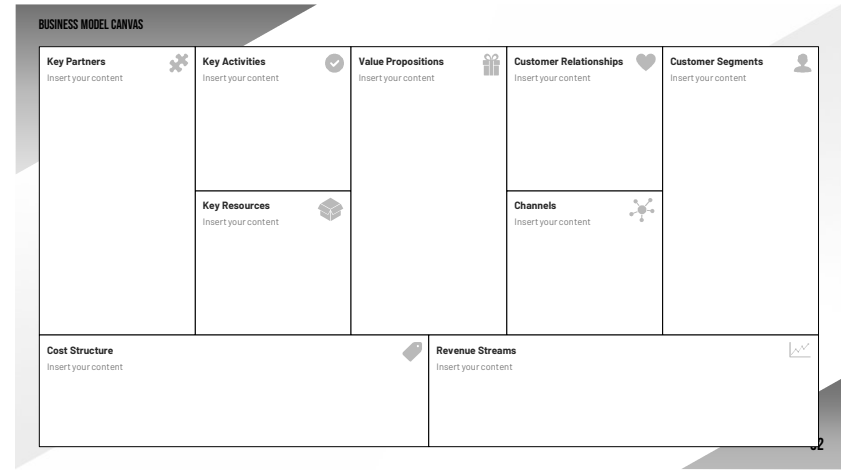 BUSINESS MODEL CANVAS
Key Partners
Insert your content
Key Activities
Insert your content
Key Resources
Insert your content
Value Propositions
Insert your content
Customer Relationships
Insert your content
Channels
Insert your content
Customer Segments
Insert your content
Cost Structure
Insert your content
Revenue Streams
Insert your content